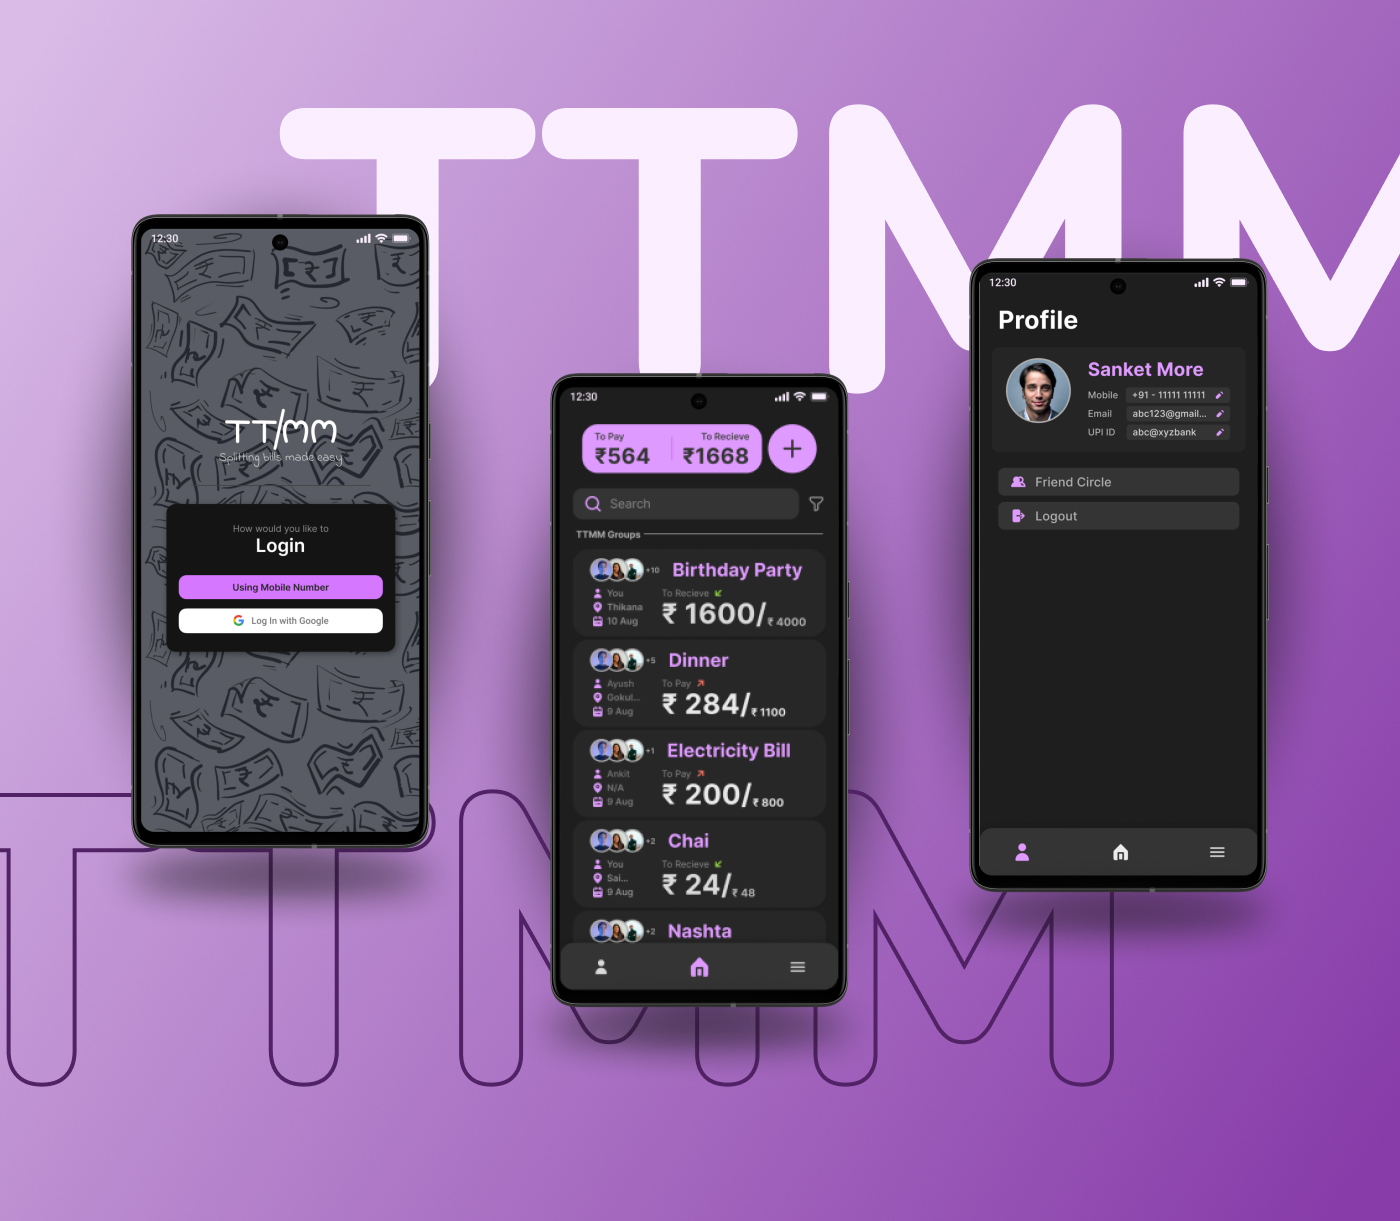 TTMM
12:30
TT/MM
Splitting bills made easy
How would you like to
Login
Using Mobile Number
Log In with Google
12:30
To Pay
To Recieve
₹564
₹1668
Search
TTMM Groups
+10
Birthday Party
You
To Recieve
Thikana
₹ 1600/₹ 4000
10 Aug
+5
Dinner
Ayush
To Pay
Gokul...
₹ 284/₹ 1100
9 Aug
+1
Electricity Bill
Ankit
To Pay
N/A
₹ 200/₹ 800
9 Aug
+2
Chai
You
To Recieve
Sai...
₹ 24/₹ 48
9 Aug
+2
Nashta
12:30
Profile
Sanket More
Mobile +91 - 11111 11111
Email abc123@gmail...
UPI ID abc@xyzbank
Friend Circle
Logout
TTMM